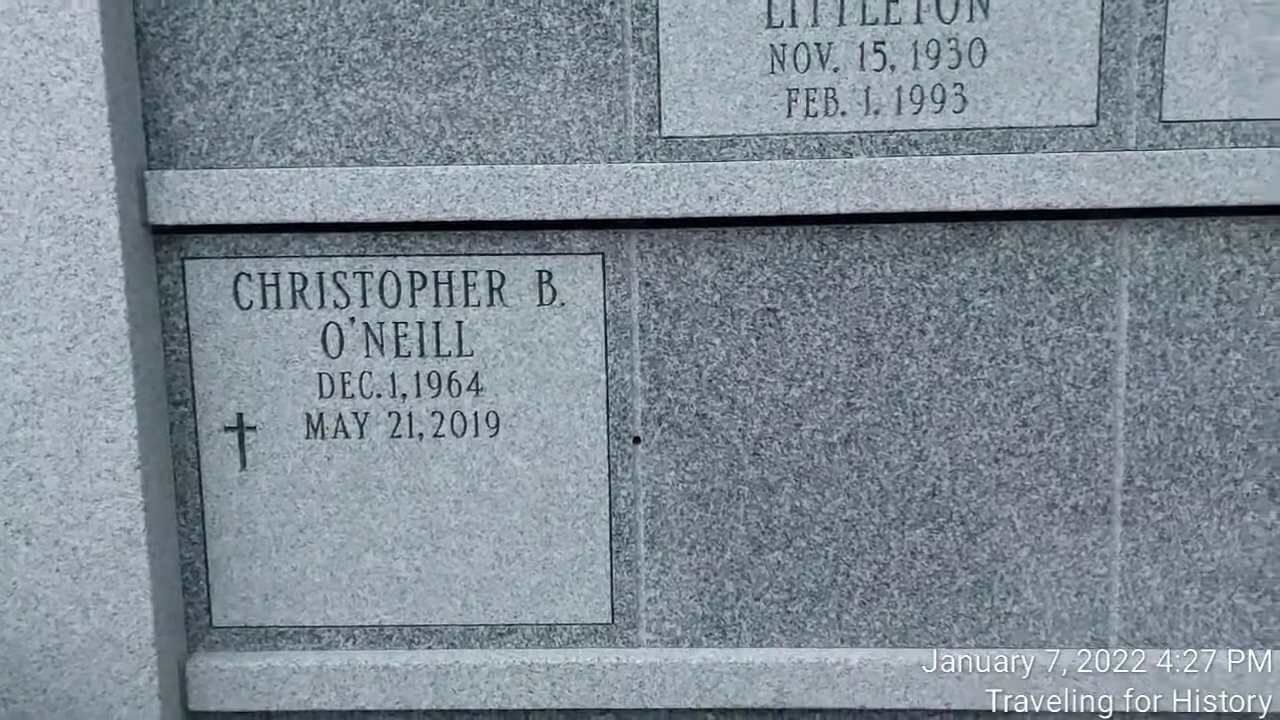 LITTLETON
NOV. 15, 1930
FEB. 1, 1993
CHRISTOPHER B.
O'NEILL
DEC. 1, 1964
MAY 21, 2019
January 7, 2022 4:27 PM
Traveling for History